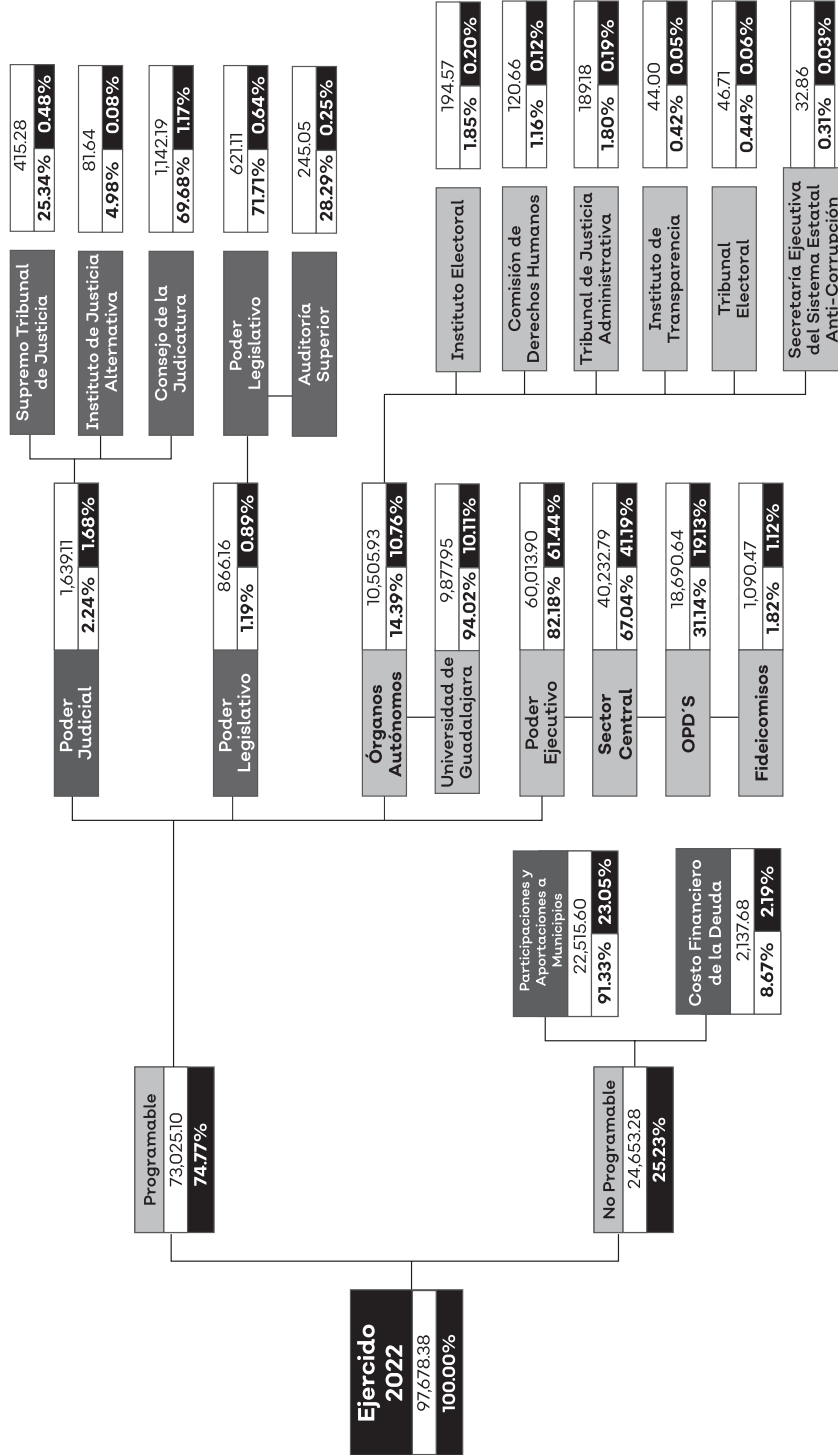 Ejercido
2022
97,678.38
100.00%
Programable
73,025.10
74.77%
No Programable
24,653.28
25.23%
Participaciones y
Aportaciones a
Municipios
22,515.60
91.33% 23.05%
Costo Financiero
de la Deuda
2,137.68
8.67% 2.19%
Poder
Judicial
1,639.11
2.24% 1.68%
Poder
Legislativo
866.16
1.19% 0.89%
Órganos
Autónomos
10,505.93
14.39% 10.76%
Universidad de
Guadalajara
9,877.95
94.02% 10.11%
Poder
Ejecutivo
60,013.90
82.18% 61.44%
Sector
Central
40,232.79
67.04% 41.19%
OPD'S
18,690.64
31.14% 19.13%
Fideicomisos
1,090.47
1.82% 1.12%
Supremo Tribunal
de Justicia
415.28
25.34% 0.48%
Instituto de Justicia
Alternativa
81.64
4.98% 0.08%
Consejo de la
Judicatura
1,142.19
69.68% 1.17%
Poder
Legislativo
621.11
71.71% 0.64%
Auditoría
Superior
245.05
28.29% 0.25%
Instituto Electoral
194.57
1.85% 0.20%
Comisión de
Derechos Humanos
120.66
1.16% 0.12%
Tribunal de Justicia
Administrativa
189.18
1.80% 0.19%
Instituto de
Transparencia
44.00
0.42% 0.05%
Tribunal
Electoral
46.71
0.44% 0.06%
Secretaría Ejecutiva
del Sistema Estatal
Anti-Corrupción
32.86
0.31% 0.03%